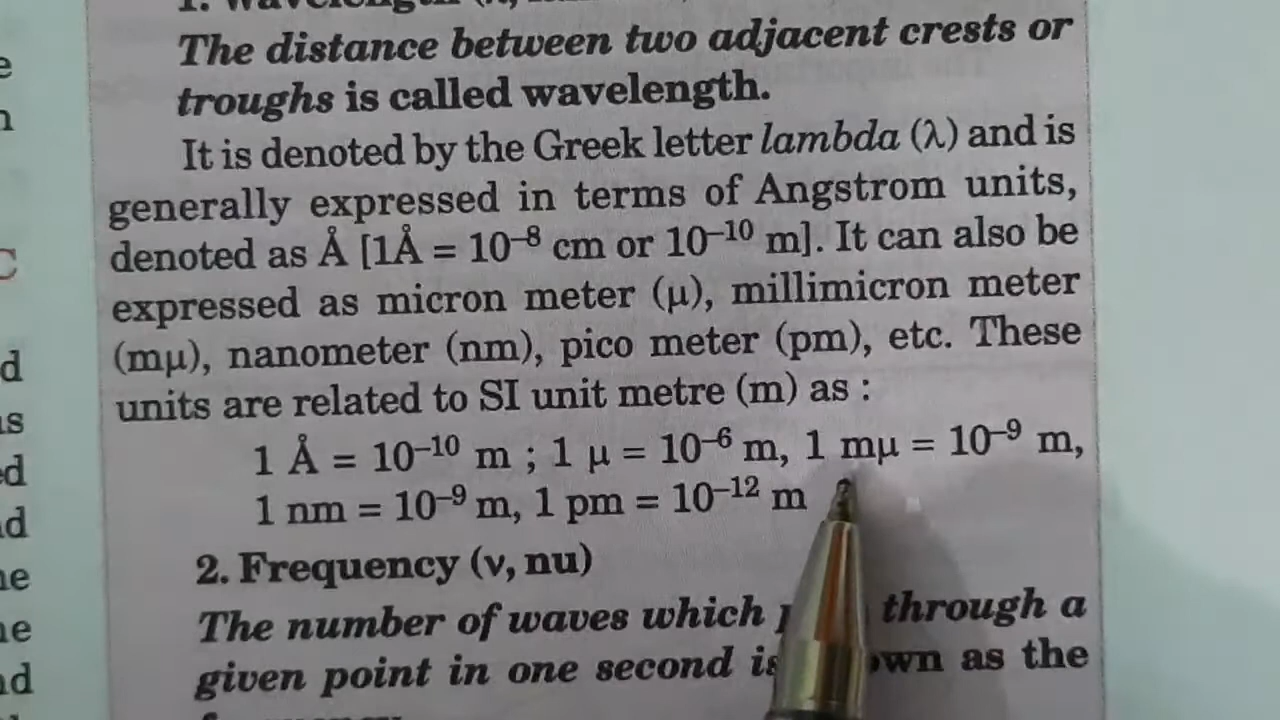 1. Wavelength (λ,
The distance between two adjacent crests or
troughs is called wavelength.
It is denoted by the Greek letter lambda (λ) and is
generally expressed in terms of Angstrom units,
denoted as Å [1Å = 10⁻⁸ cm or 10⁻¹⁰ m]. It can also be
expressed as micron meter (μ), millimicron meter
(mμ), nanometer (nm), pico meter (pm), etc. These
units are related to SI unit metre (m) as :
1 Å = 10⁻¹⁰ m ; 1 μ = 10⁻⁶ m, 1 mμ = 10⁻⁹ m,
1 nm = 10⁻⁹ m, 1 pm = 10⁻¹² m
2. Frequency (ν, nu)
The number of waves which through a
given point in one second is as the